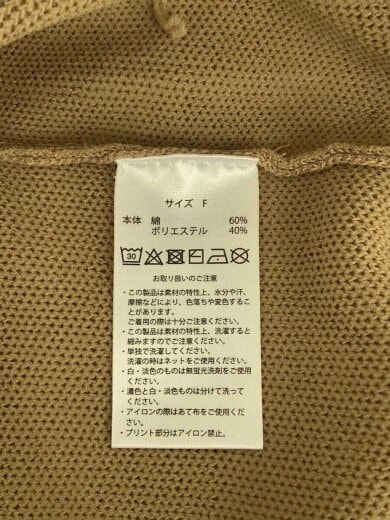 サイズ F
本体 綿 60%
ポリエステル 40%
30
お取り扱いのご注意
・この製品は素材の特性上、水分や汗、
摩擦などにより、色落ちや変色するこ
とがあります。
ご着用の際は十分ご注意ください。
・この製品は素材の特性上、洗濯すると
縮みますのでご注意ください。
・単独で洗濯してください。
洗濯の時はネットをご使用ください。
・白・淡色のものは無蛍光洗剤をご使用
ください。
・濃色と白・淡色ものは分けて洗って
ください。
・アイロンの際はあて布をご使用くださ
い。
・プリント部分はアイロン禁止。